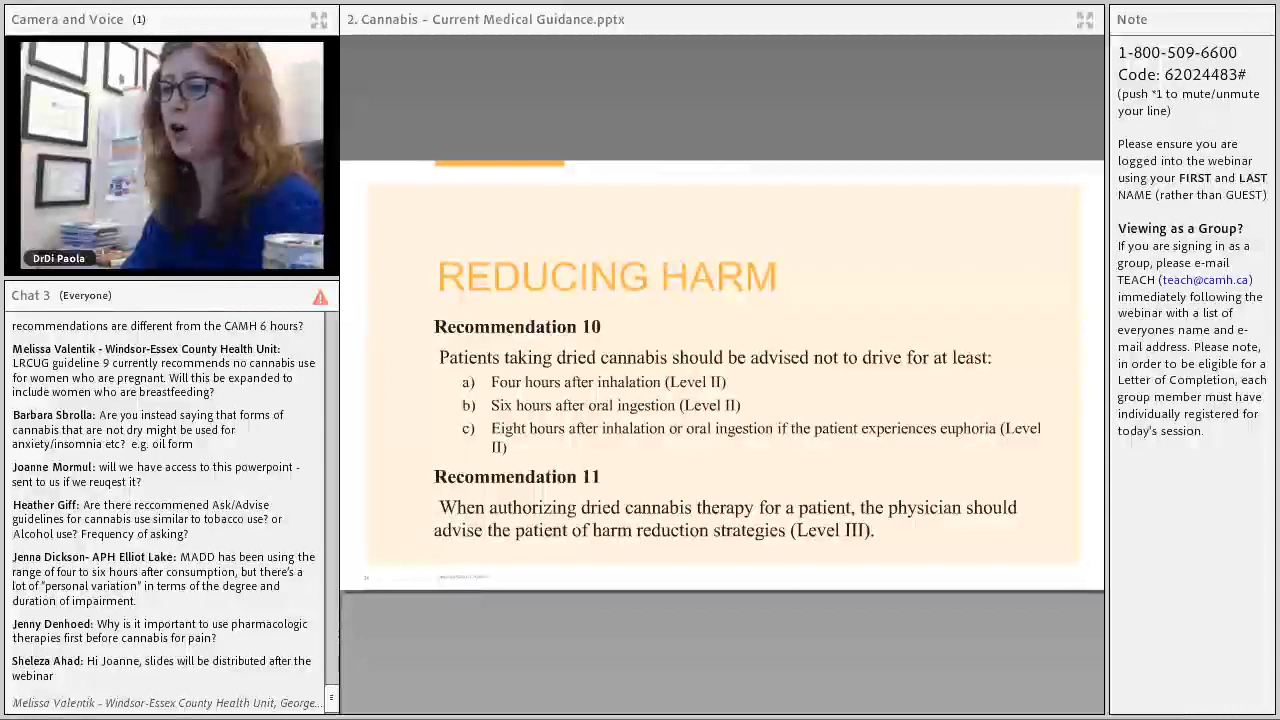 Camera and Voice (1)
DrDi Paola
Chat 3 (Everyone)
recommendations are different from the CAMH 6 hours?
Melissa Valentik - Windsor-Essex County Health Unit:
LRCUG guideline 9 currently recommends no cannabis use
for women who are pregnant. Will this be expanded to
include women who are breastfeeding?
Barbara Sbrolla: Are you instead saying that forms of
cannabis that are not dry might be used for
anxiety/insomnia etc? e.g. oil form
Joanne Mormul: will we have access to this powerpoint -
sent to us if we reuqest it?
Heather Giff: Are there reccommened Ask/Advise
guidelines for cannabis use similar to tobacco use? or
Alcohol use? Frequency of asking?
Jenna Dickson- APH Elliot Lake: MADD has been using the
range of four to six hours after consumption, but there's a
lot of "personal variation" in terms of the degree and
duration of impairment.
Jenny Denhoed: Why is it important to use pharmacologic
therapies first before cannabis for pain?
Sheleza Ahad: Hi Joanne, slides will be distributed after the
webinar
Melissa Valentik - Windsor-Essex County Health Unit, George...
2. Cannabis - Current Medical Guidance.pptx
REDUCING HARM
Recommendation 10
Patients taking dried cannabis should be advised not to drive for at least:
a) Four hours after inhalation (Level II)
b) Six hours after oral ingestion (Level II)
c) Eight hours after inhalation or oral ingestion if the patient experiences euphoria (Level
II)
Recommendation 11
When authorizing dried cannabis therapy for a patient, the physician should
advise the patient of harm reduction strategies (Level III).
Note
1-800-509-6600
Code: 62024483#
(push *1 to mute/unmute
your line)
Please ensure you are
logged into the webinar
using your FIRST and LAST
NAME (rather than GUEST)
Viewing as a Group?
If you are signing in as a
group, please e-mail
TEACH (teach@camh.ca)
immediately following the
webinar with a list of
everyones name and e-
mail address. Please note,
in order to be eligible for a
Letter of Completion, each
group member must have
individually registered for
today's session.